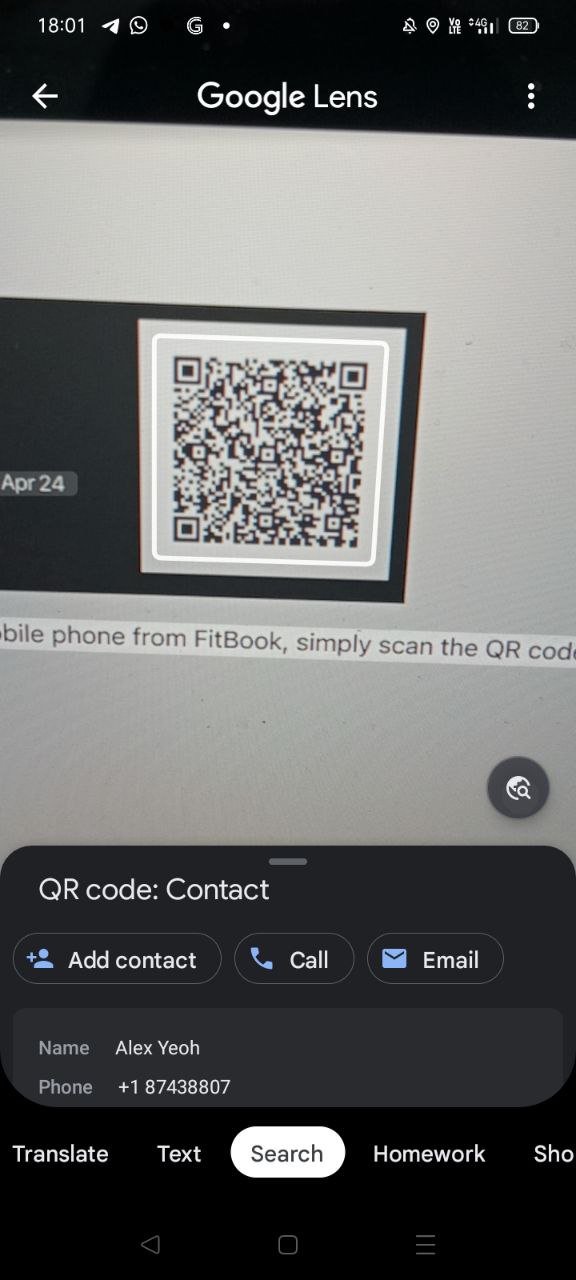 18:01
Vo LTE
4G
82
Google Lens
Apr 24
bile phone from FitBook, simply scan the QR code
QR code: Contact
Add contact
Call
Email
Name Alex Yeoh
Phone +1 87438807
Translate Text Search Homework Sho